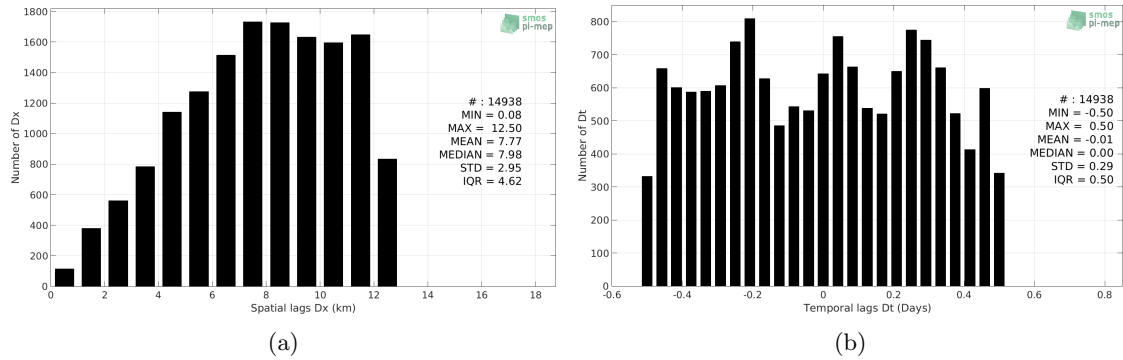 1800
1600
1400
1200
1000
800
600
400
200
0
Number of Dx
smos
pi-mep
# : 14938
MIN = 0.08
MAX = 12.50
MEAN = 7.77
MEDIAN = 7.98
STD = 2.95
IQR = 4.62
0 2 4 6 8 10 12 14 16 18
Spatial lags Dx (km)
(a)
800
700
600
500
400
300
200
100
0
Number of Dt
smos
pi-mep
# : 14938
MIN = -0.50
MAX = 0.50
MEAN = -0.01
MEDIAN = 0.00
STD = 0.29
IQR = 0.50
-0.6 -0.4 -0.2 0 0.2 0.4 0.6 0.8
Temporal lags Dt (Days)
(b)